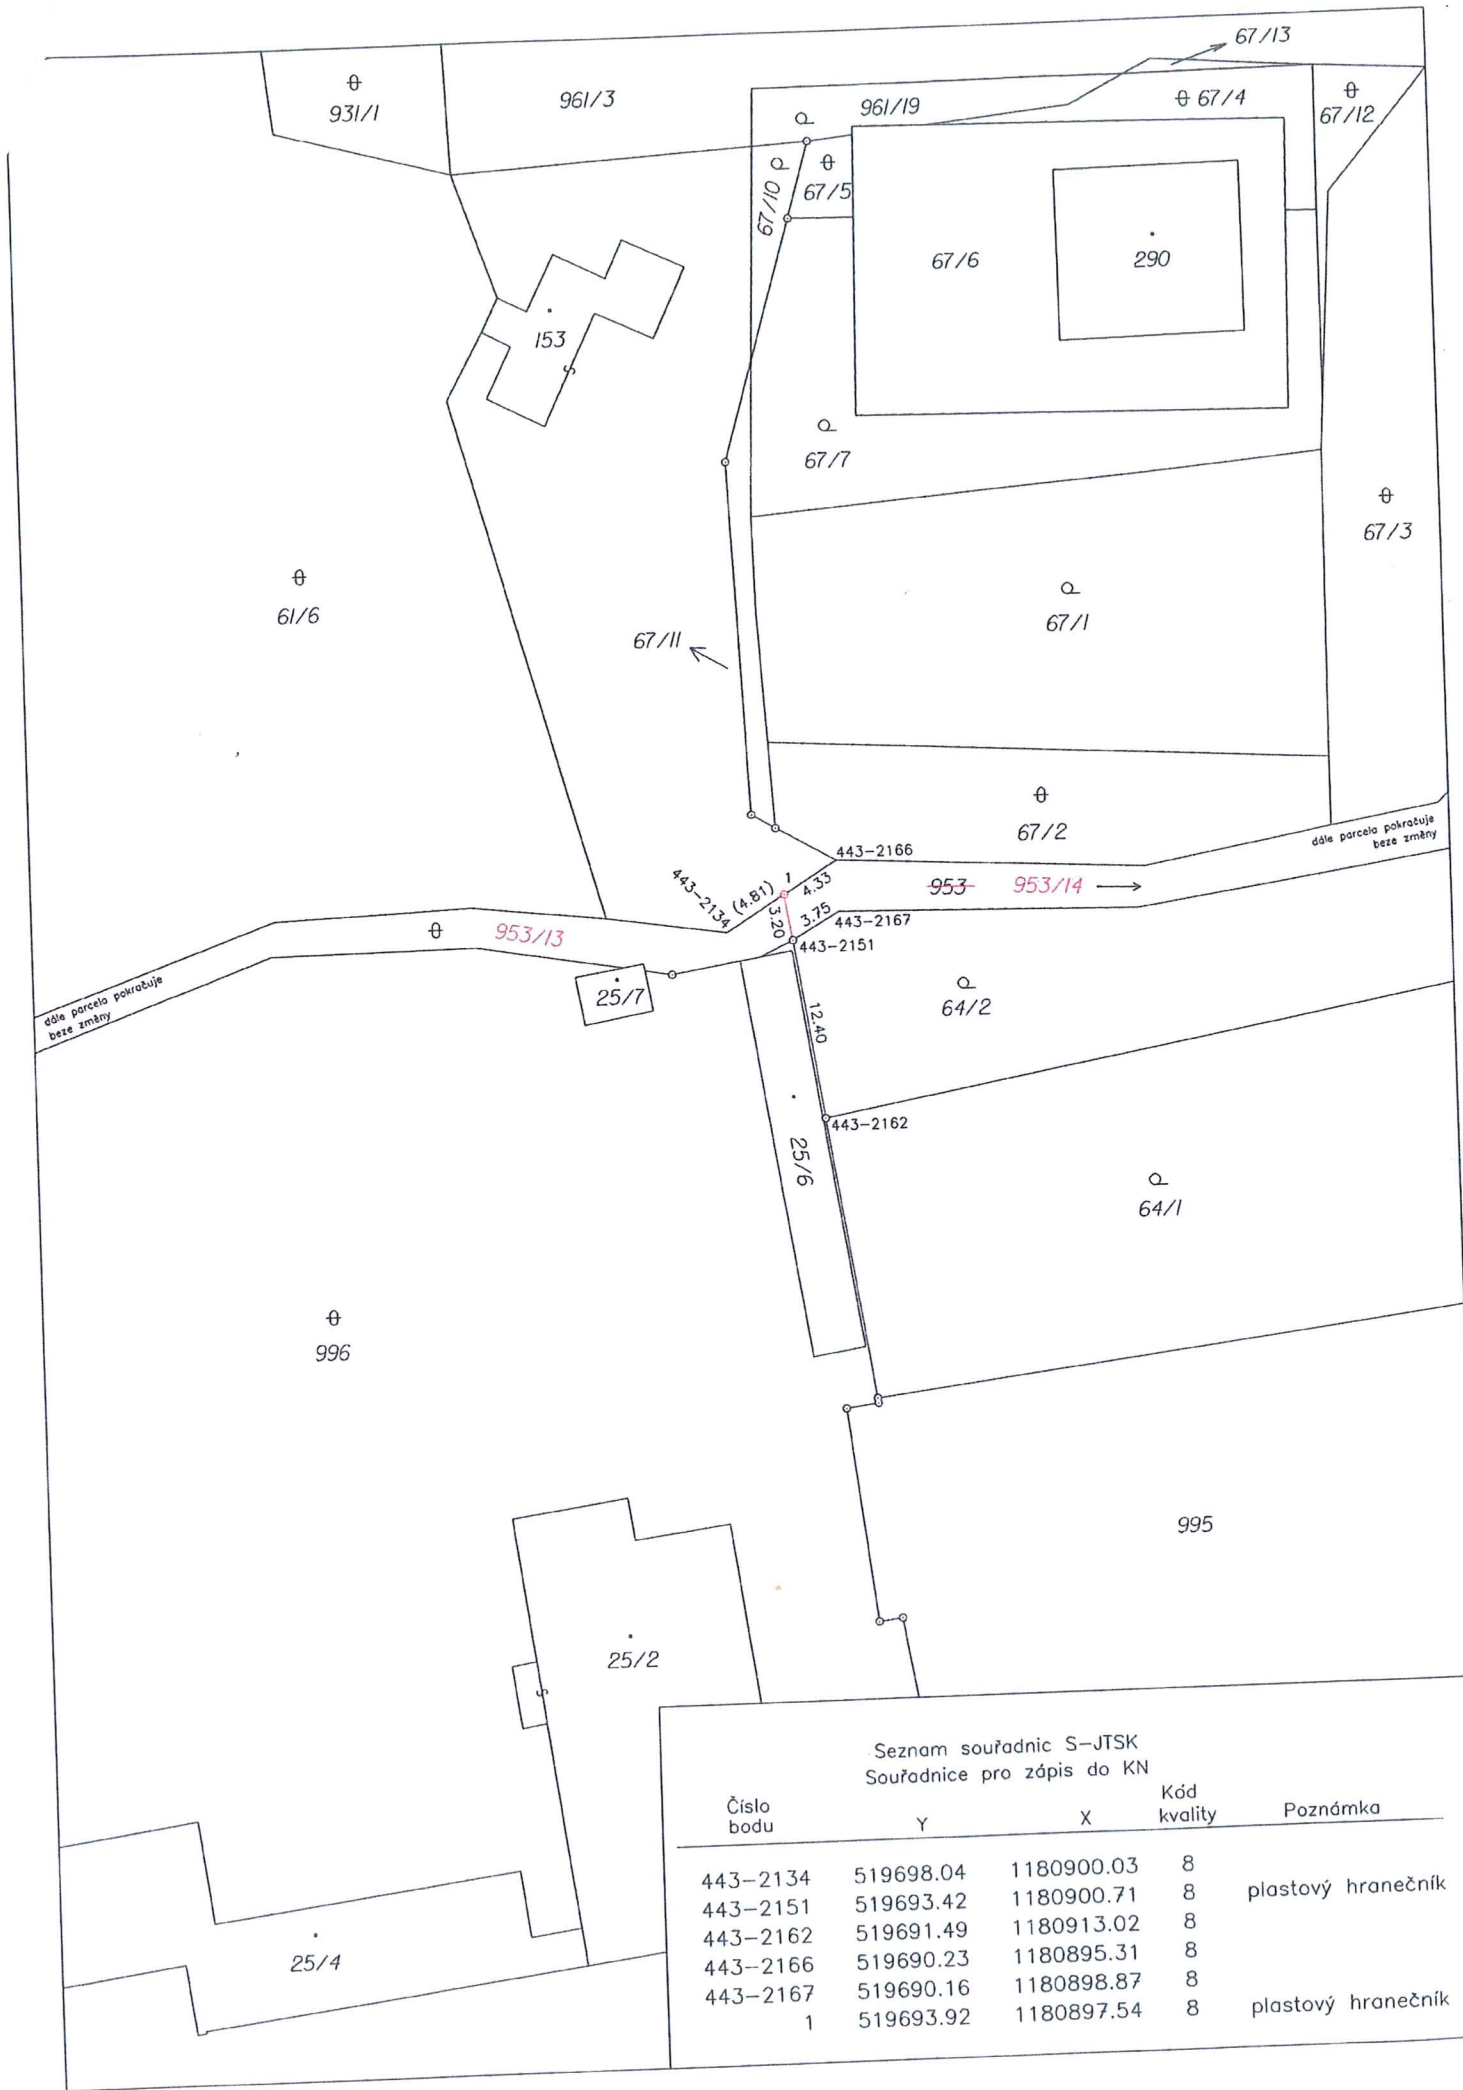 67/13
931/1
961/3
961/19
67/4
67/12
67/10
67/5
67/6
290
153
67/7
67/3
61/6
67/1
67/11
67/2
dále parcela pokračuje
beze změny
443-2166
443-2134
(4.81)
1
4.33
953
953/14
3.20
3.75
443-2167
443-2151
953/13
dále parcela pokračuje
beze změny
25/7
64/2
12.40
443-2162
25/6
64/1
996
995
25/2
25/4
S
S
Seznam souřadnic S-JTSK
Souřadnice pro zápis do KN
Číslo bodu Y X Kód kvality Poznámka
443-2134 519698.04 1180900.03 8
443-2151 519693.42 1180900.71 8 plastový hranečník
443-2162 519691.49 1180913.02 8
443-2166 519690.23 1180895.31 8
443-2167 519690.16 1180898.87 8
1 519693.92 1180897.54 8 plastový hranečník